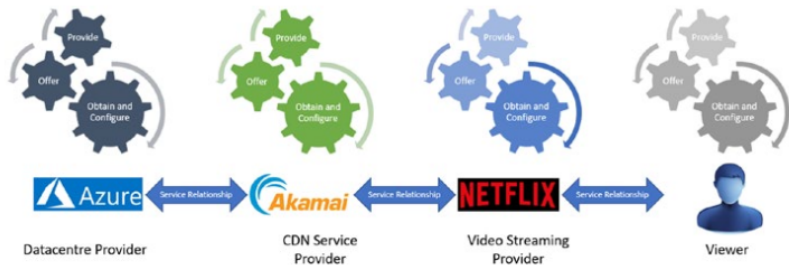 Provide
Offer
Obtain and
Configure
Provide
Offer
Obtain and
Configure
Provide
Offer
Obtain and
Configure
Provide
Offer
Obtain and
Configure
Azure
Service Relationship
Akamai
Service Relationship
NETFLIX
Service Relationship
Datacentre Provider
CDN Service
Provider
Video Streaming
Provider
Viewer